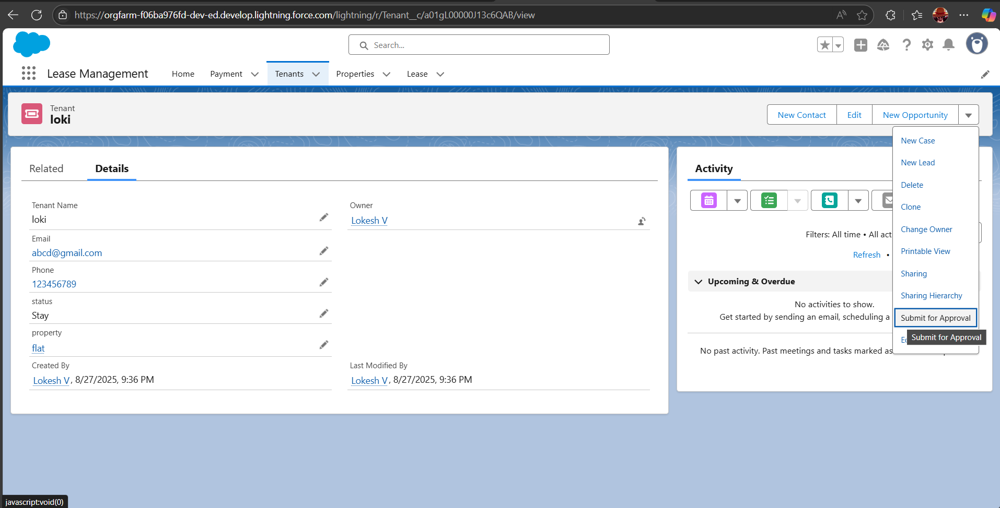 https://orgfarm-f06ba976fd-dev-ed.develop.lightning.force.com/lightning/r/Tenant__c/a01gL00000J13c6QAB/view
Search...
Lease Management
Home
Payment
Tenants
Properties
Lease
Tenant
loki
New Contact
Edit
New Opportunity
New Case
New Lead
Delete
Clone
Change Owner
Printable View
Sharing
Sharing Hierarchy
Submit for Approval
Submit for Approval
Related
Details
Tenant Name
loki
Owner
Lokesh V
Email
abcd@gmail.com
Phone
123456789
status
Stay
property
flat
Created By
Lokesh V, 8/27/2025, 9:36 PM
Last Modified By
Lokesh V, 8/27/2025, 9:36 PM
Activity
Filters: All time • All act
Refresh •
Upcoming & Overdue
No activities to show.
Get started by sending an email, scheduling a
No past activity. Past meetings and tasks marked as
javascript:void(0)